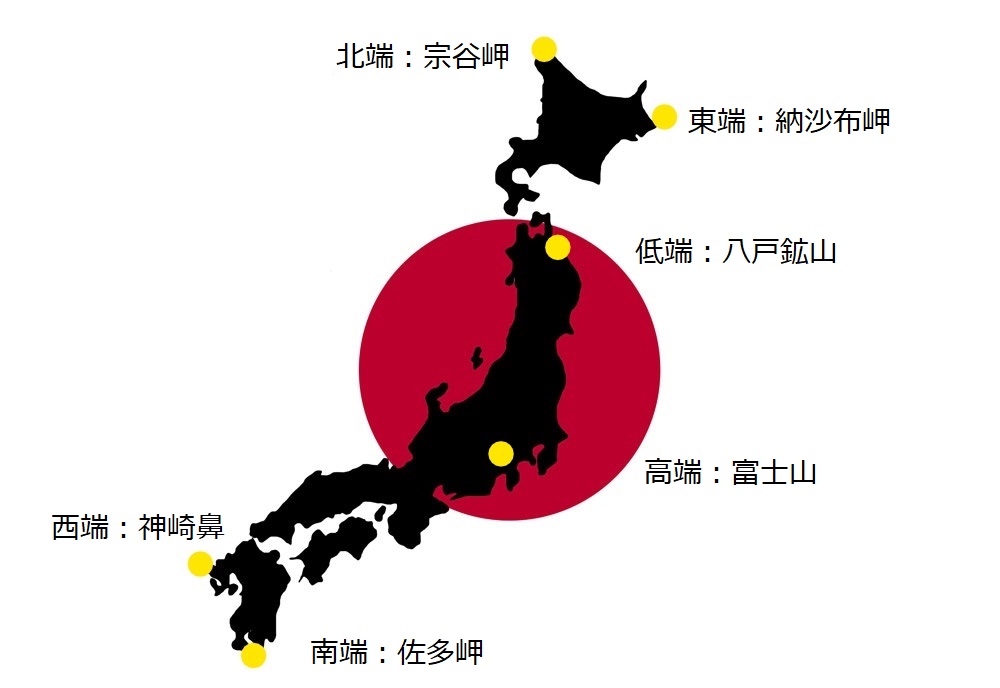 北端：宗谷岬
東端：納沙布岬
低端：八戸鉱山
高端：富士山
西端：神崎鼻
南端：佐多岬